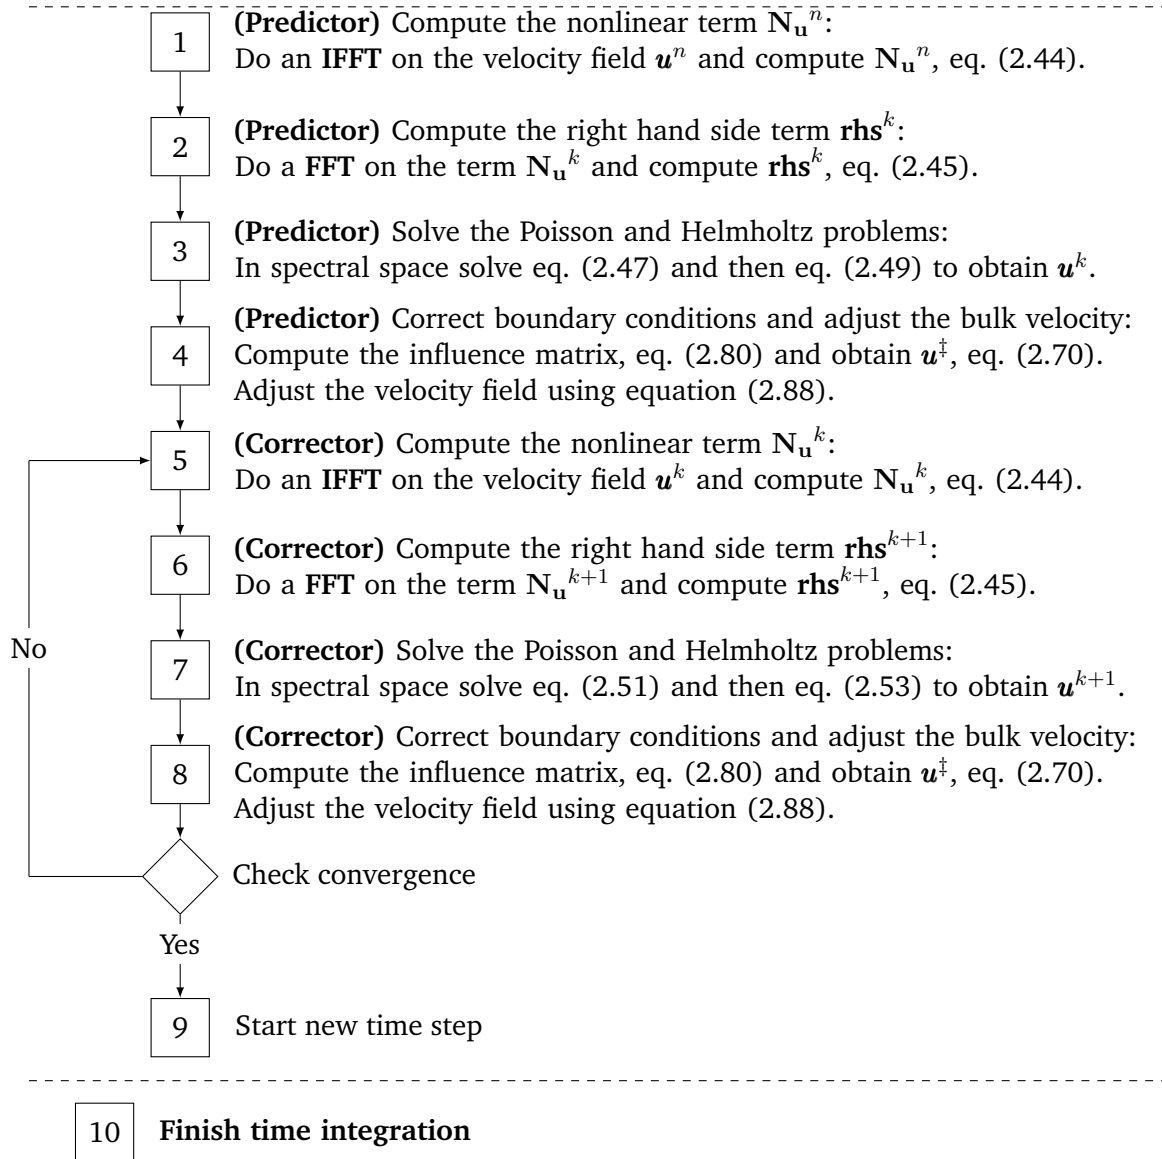 1
(Predictor) Compute the nonlinear term N_u^n:
Do an IFFT on the velocity field u^n and compute N_u^n, eq. (2.44).
2
(Predictor) Compute the right hand side term rhs^k:
Do a FFT on the term N_u^k and compute rhs^k, eq. (2.45).
3
(Predictor) Solve the Poisson and Helmholtz problems:
In spectral space solve eq. (2.47) and then eq. (2.49) to obtain u^k.
4
(Predictor) Correct boundary conditions and adjust the bulk velocity:
Compute the influence matrix, eq. (2.80) and obtain u^‡, eq. (2.70).
Adjust the velocity field using equation (2.88).
5
(Corrector) Compute the nonlinear term N_u^k:
Do an IFFT on the velocity field u^k and compute N_u^k, eq. (2.44).
6
(Corrector) Compute the right hand side term rhs^{k+1}:
Do a FFT on the term N_u^{k+1} and compute rhs^{k+1}, eq. (2.45).
No
7
(Corrector) Solve the Poisson and Helmholtz problems:
In spectral space solve eq. (2.51) and then eq. (2.53) to obtain u^{k+1}.
8
(Corrector) Correct boundary conditions and adjust the bulk velocity:
Compute the influence matrix, eq. (2.80) and obtain u^‡, eq. (2.70).
Adjust the velocity field using equation (2.88).
Check convergence
Yes
9
Start new time step
10
Finish time integration